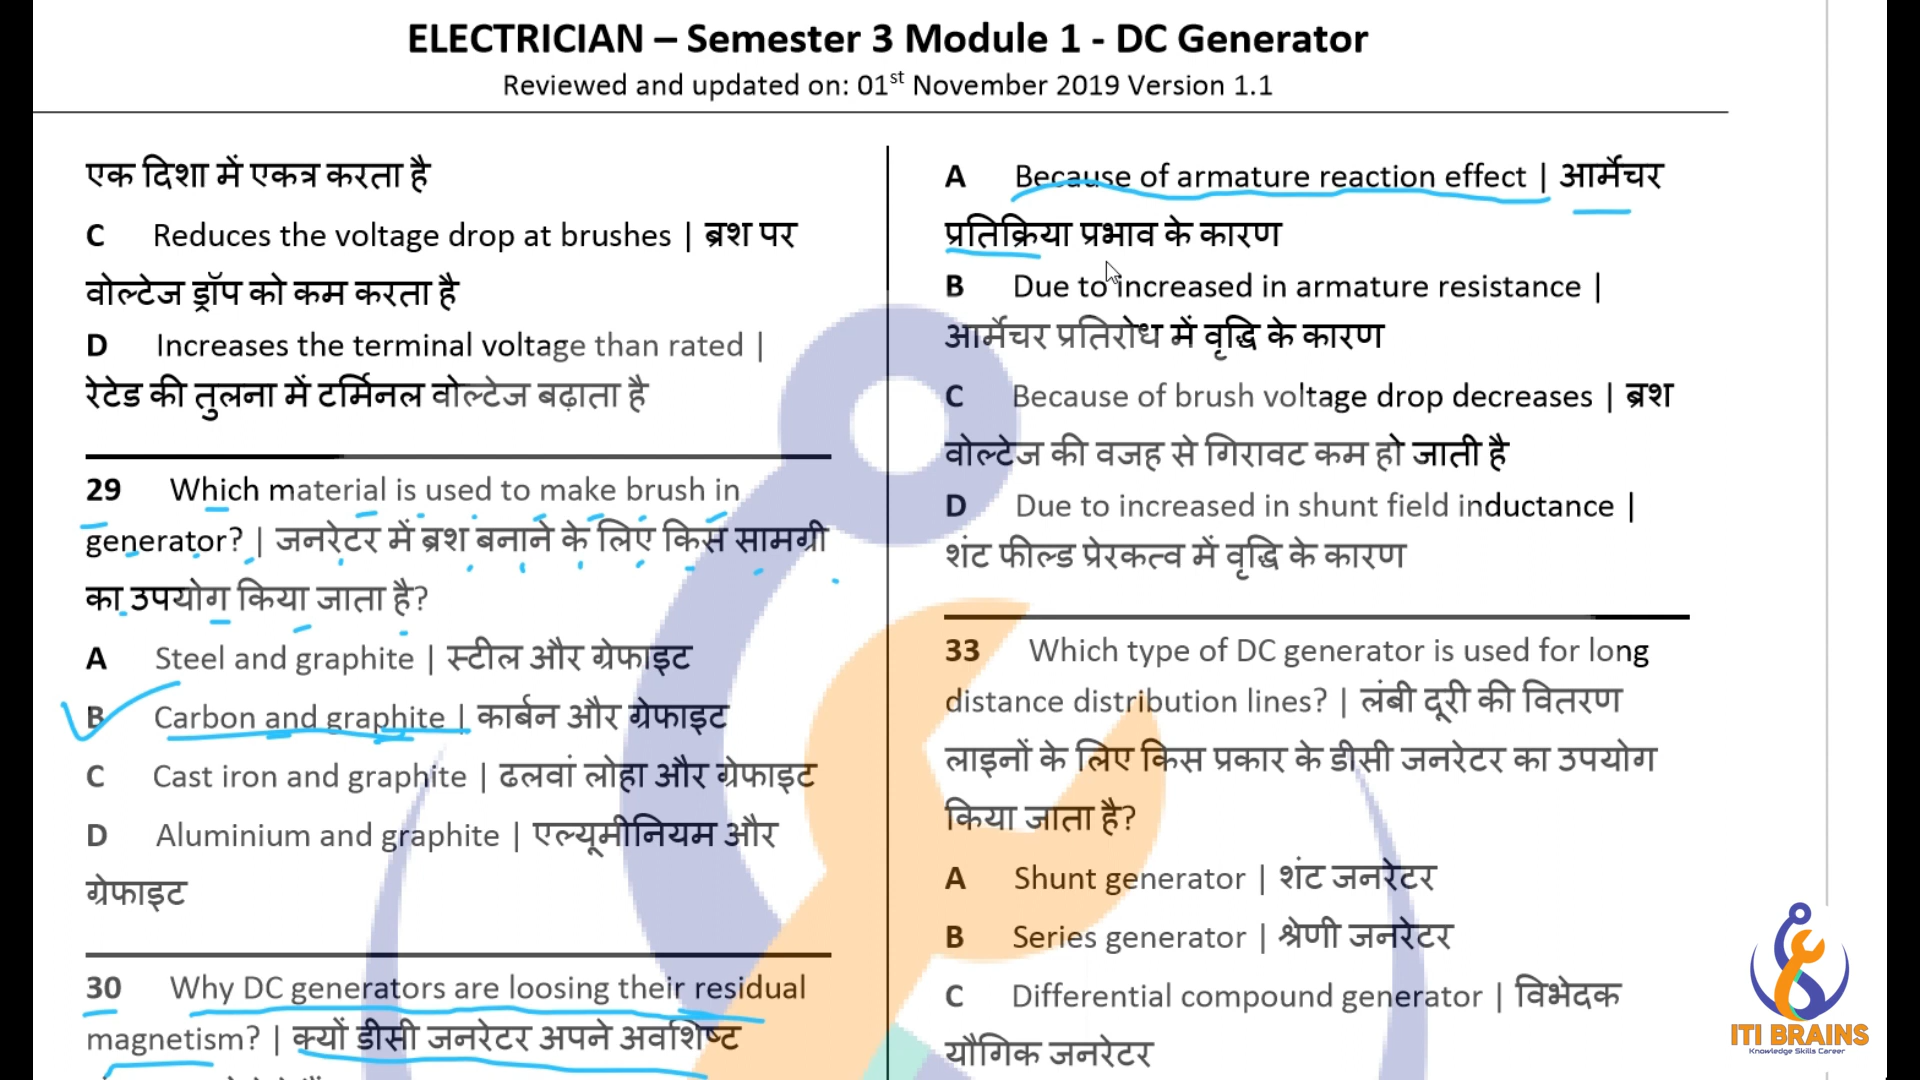 ELECTRICIAN – Semester 3 Module 1 - DC Generator
Reviewed and updated on: 01st November 2019 Version 1.1
एक दिशा में एकत्र करता है
C Reduces the voltage drop at brushes | ब्रश पर
वोल्टेज ड्रॉप को कम करता है
D Increases the terminal voltage than rated |
रेटेड की तुलना में टर्मिनल वोल्टेज बढ़ाता है
29 Which material is used to make brush in
generator? | जनरेटर में ब्रश बनाने के लिए किस सामग्री
का उपयोग किया जाता है?
A Steel and graphite | स्टील और ग्रेफाइट
B Carbon and graphite | कार्बन और ग्रेफाइट
C Cast iron and graphite | ढलवां लोहा और ग्रेफाइट
D Aluminium and graphite | एल्यूमीनियम और
ग्रेफाइट
30 Why DC generators are loosing their residual
magnetism? | क्यों डीसी जनरेटर अपने अवशिष्ट
A Because of armature reaction effect | आर्मेचर
प्रतिक्रिया प्रभाव के कारण
B Due to increased in armature resistance |
आर्मेचर प्रतिरोध में वृद्धि के कारण
C Because of brush voltage drop decreases | ब्रश
वोल्टेज की वजह से गिरावट कम हो जाती है
D Due to increased in shunt field inductance |
शंट फील्ड प्रेरकत्व में वृद्धि के कारण
33 Which type of DC generator is used for long
distance distribution lines? | लंबी दूरी की वितरण
लाइनों के लिए किस प्रकार के डीसी जनरेटर का उपयोग
किया जाता है?
A Shunt generator | शंट जनरेटर
B Series generator | श्रेणी जनरेटर
C Differential compound generator | विभेदक
यौगिक जनरेटर
ITI BRAINS
Knowledge Skills Career